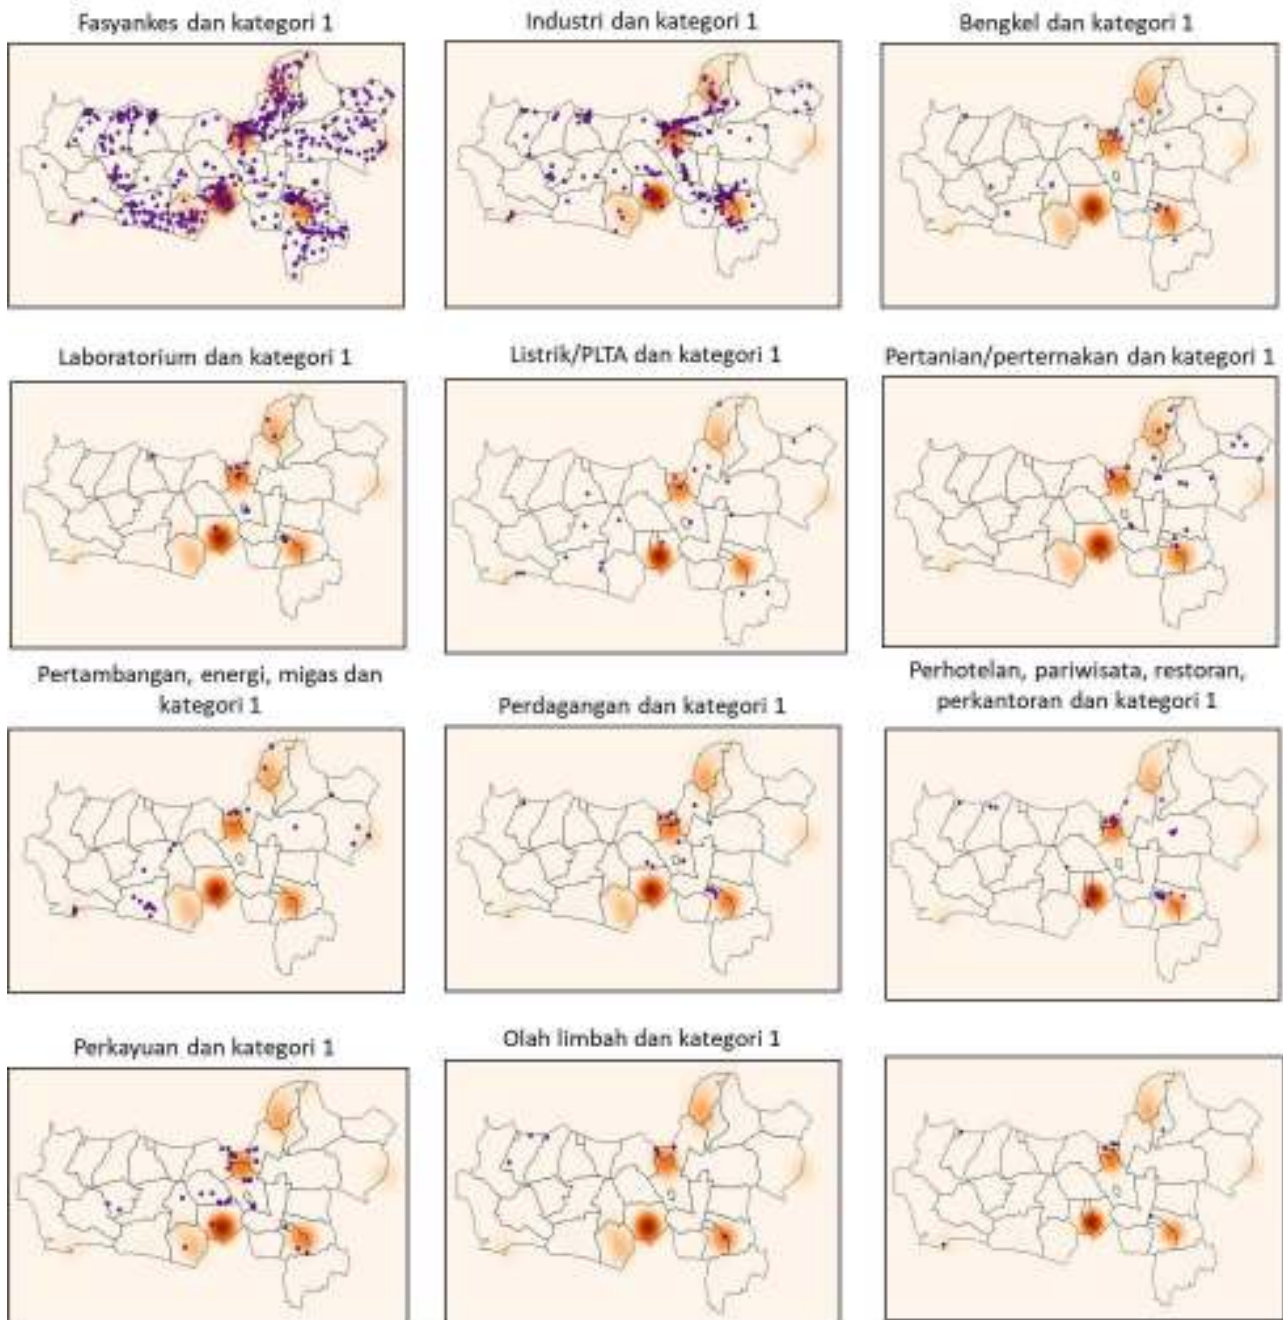 Fasyankes dan kategori 1
Industri dan kategori 1
Bengkel dan kategori 1
Laboratorium dan kategori 1
Listrik/PLTA dan kategori 1
Pertanian/perternakan dan kategori 1
Pertambangan, energi, migas dan
kategori 1
Perdagangan dan kategori 1
Perhotelan, pariwisata, restoran,
perkantoran dan kategori 1
Perkayuan dan kategori 1
Olah limbah dan kategori 1